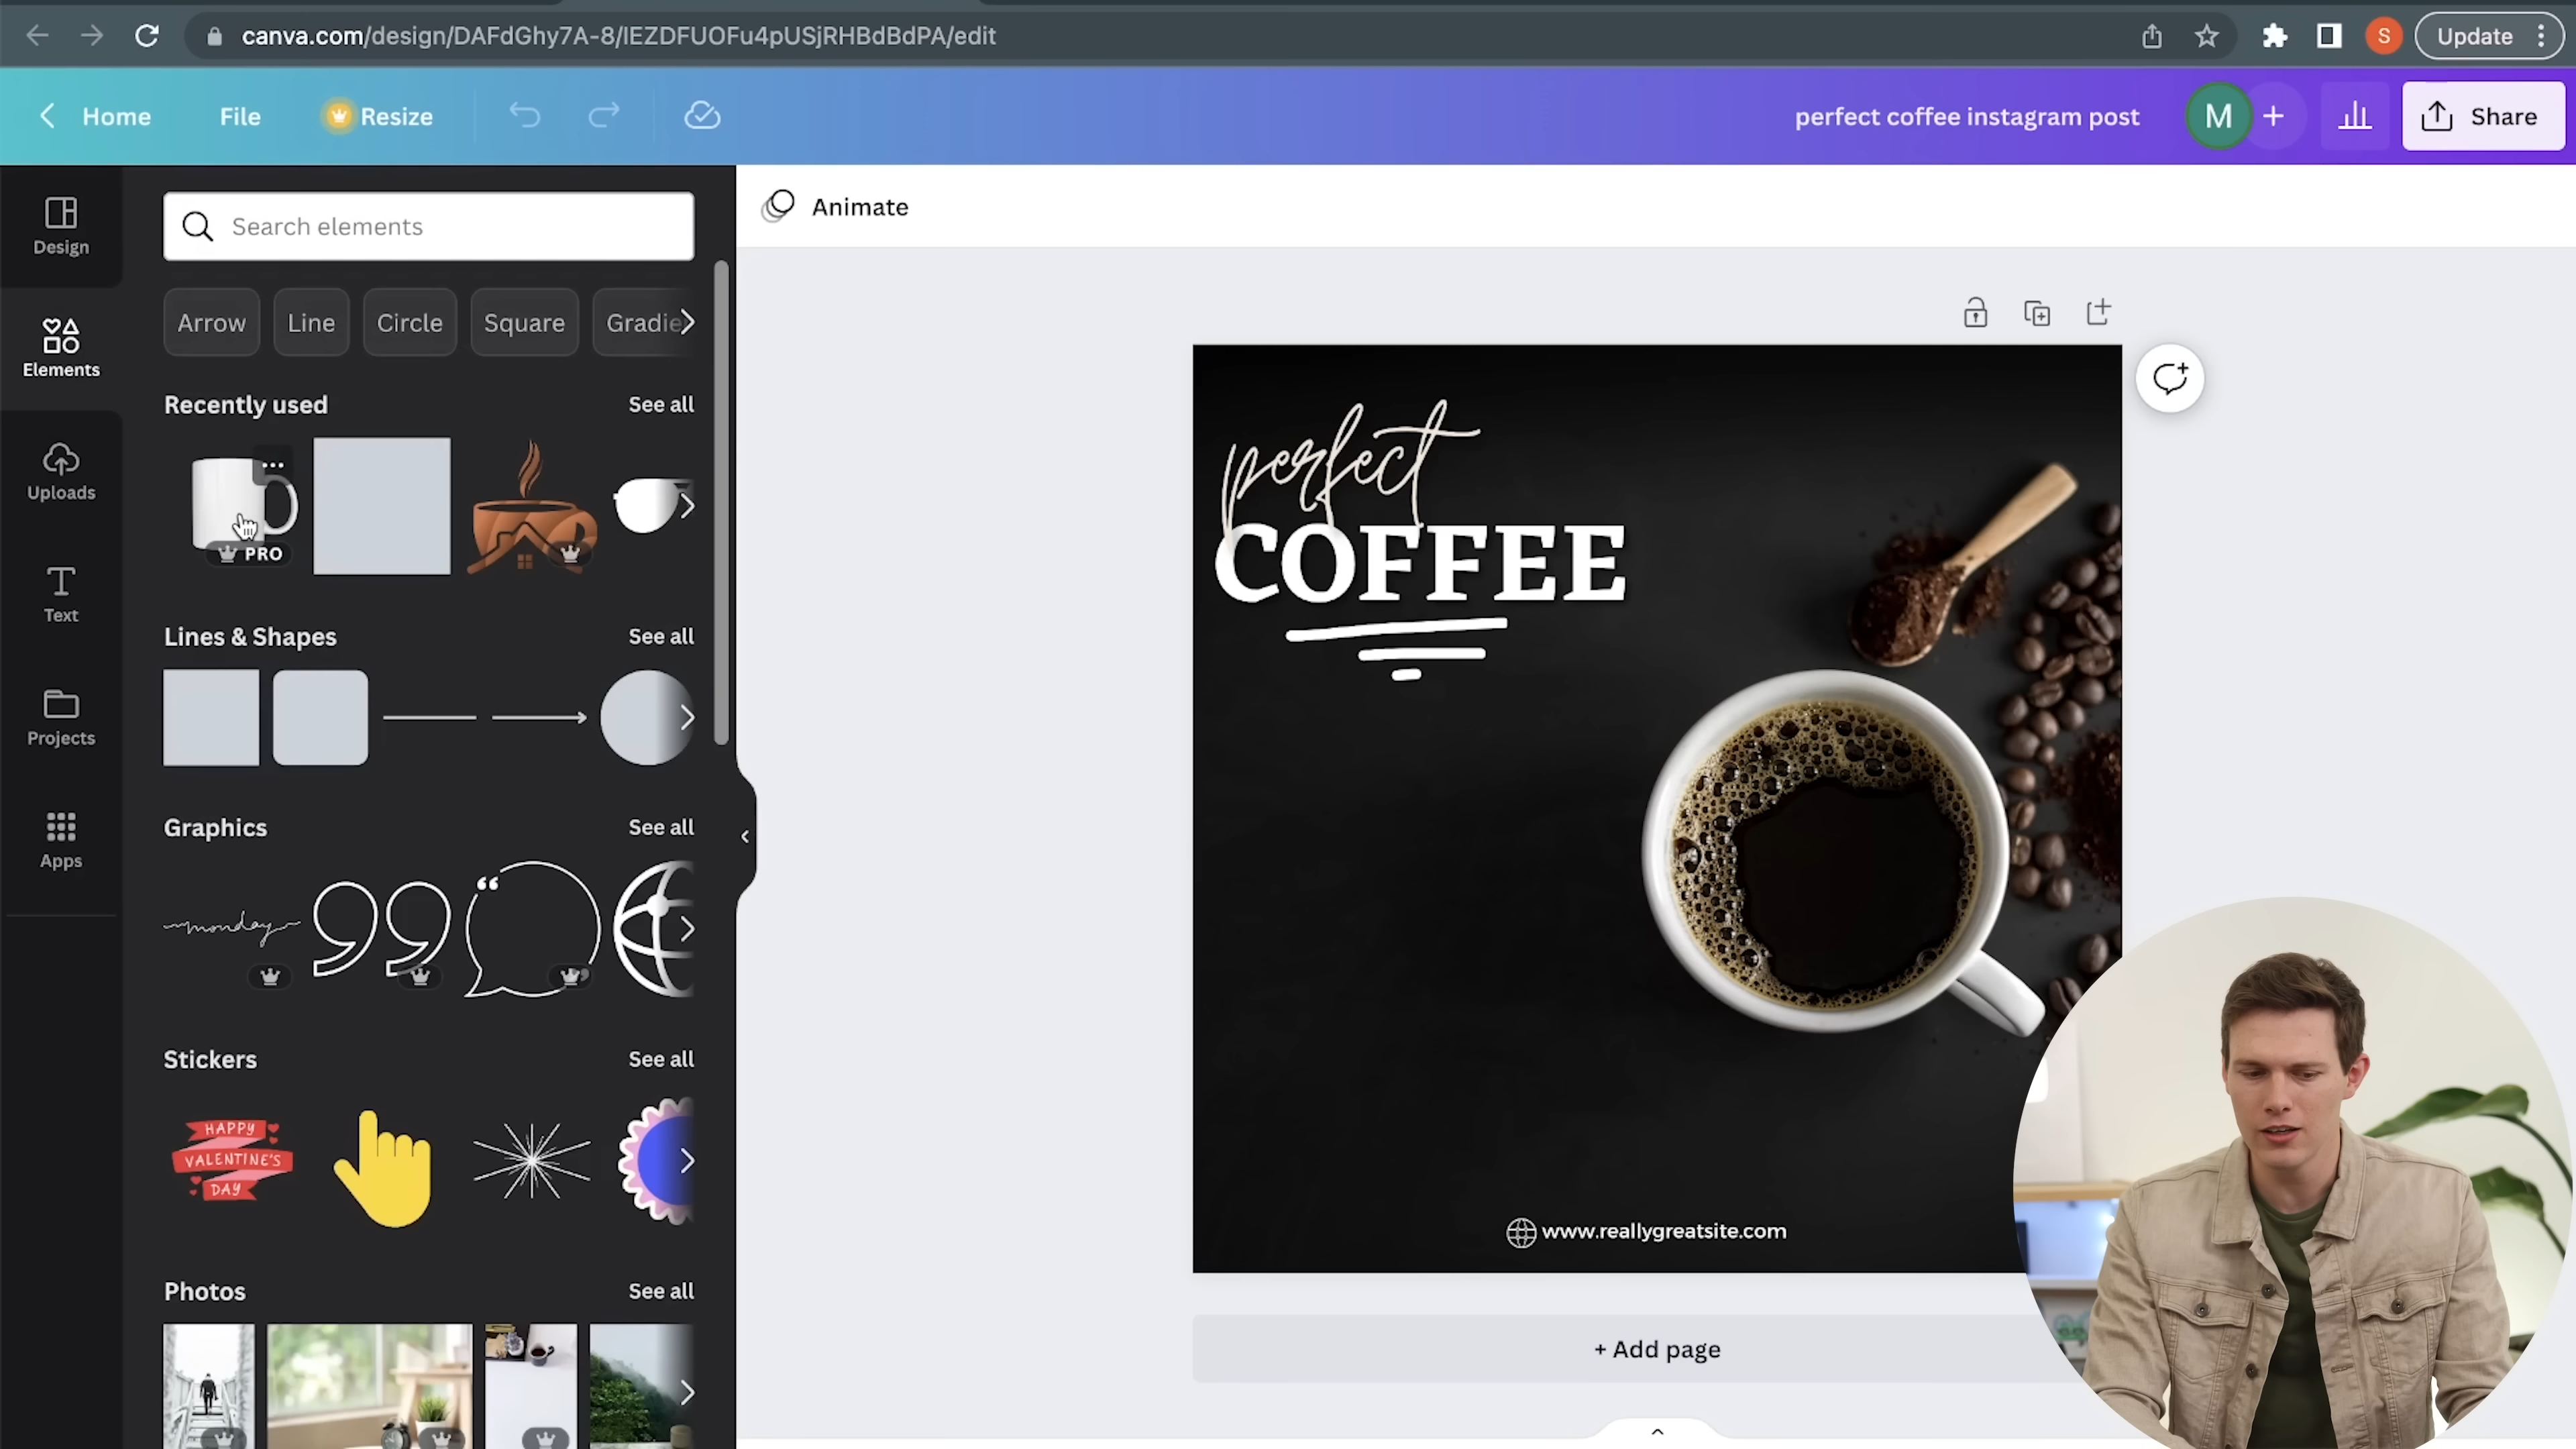 canva.com/design/DAFdGhy7A-8/IEZDFUOFu4pUSjRHBdBdPA/edit
S
Update
Home
File
Resize
perfect coffee instagram post
M
Share
Design
Elements
Uploads
Text
Projects
Apps
Search elements
Arrow
Line
Circle
Square
Gradie
Recently used
See all
PRO
Lines & Shapes
See all
Graphics
See all
monday
Stickers
See all
HAPPY
VALENTINE'S
DAY
Photos
See all
Animate
perfect
COFFEE
www.reallygreatsite.com
+ Add page